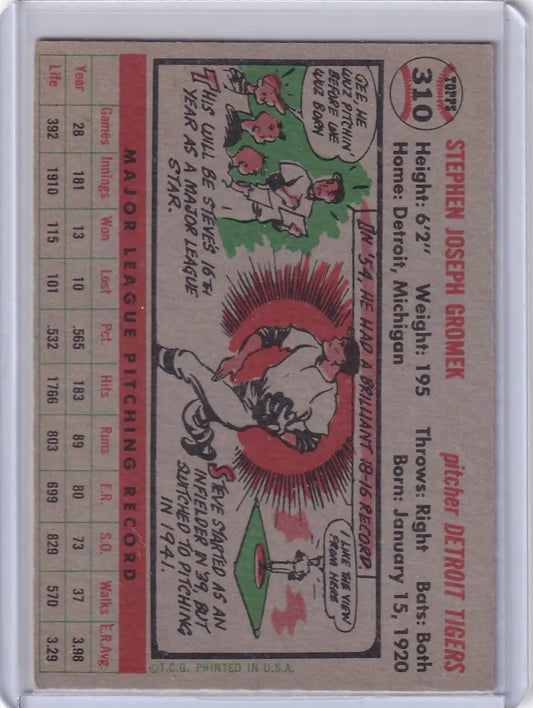 TOPPS
310
STEPHEN JOSEPH GROMEK pitcher DETROIT TIGERS
Height: 6'2" Weight: 195 Throws: Right Bats: Both
Home: Detroit, Michigan Born: January 15, 1920
GEE, HE
WUZ PITCHIN'
BEFORE WE
WUZ BORN
THIS WILL BE STEVE'S 16TH
YEAR AS A MAJOR LEAGUE
STAR.
IN '54, HE HAD A BRILLIANT 18-16 RECORD.
I LIKE THE VIEW
FROM HERE
STEVE STARTED AS AN
INFIELDER IN '39, BUT
SWITCHED TO PITCHING
IN 1941.
MAJOR LEAGUE PITCHING RECORD
Games Innings Won Lost Pct. Hits Runs E.R. S.O. Walks E.R.Avg.
Year 28 181 13 10 .565 183 89 80 73 37 3.98
Life 392 1910 115 101 .532 1766 803 699 829 570 3.29
©T.C.G. PRINTED IN U.S.A.